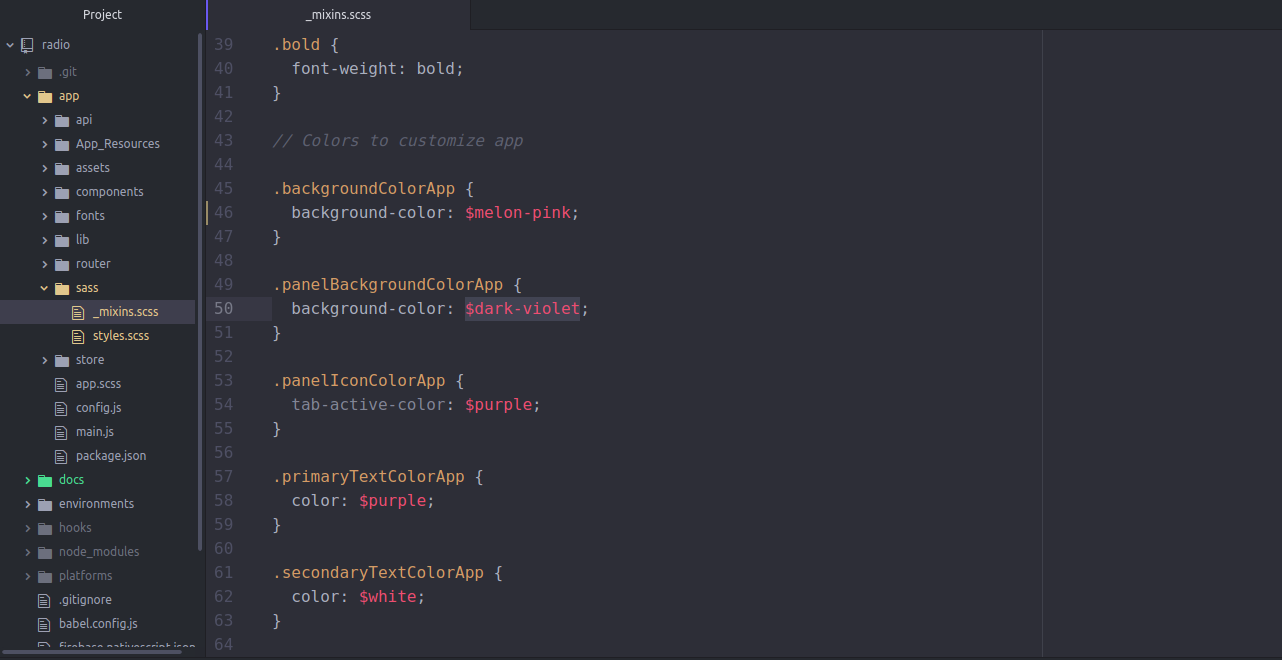 Project
radio
.git
app
api
App_Resources
assets
components
fonts
lib
router
sass
_mixins.scss
styles.scss
store
app.scss
config.js
main.js
package.json
docs
environments
hooks
node_modules
platforms
.gitignore
babel.config.js
firebase.nativescript.json
_mixins.scss
39 .bold {
40 font-weight: bold;
41 }
42
43 // Colors to customize app
44
45 .backgroundColorApp {
46 background-color: $melon-pink;
47 }
48
49 .panelBackgroundColorApp {
50 background-color: $dark-violet;
51 }
52
53 .panelIconColorApp {
54 tab-active-color: $purple;
55 }
56
57 .primaryTextColorApp {
58 color: $purple;
59 }
60
61 .secondaryTextColorApp {
62 color: $white;
63 }
64